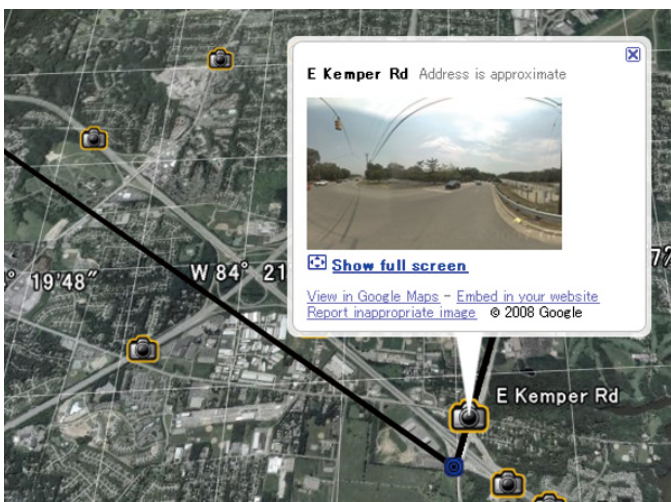 E Kemper Rd Address is approximate
Show full screen
View in Google Maps - Embed in your website
Report inappropriate image © 2008 Google
19'48"
W 84° 21
E Kemper Rd